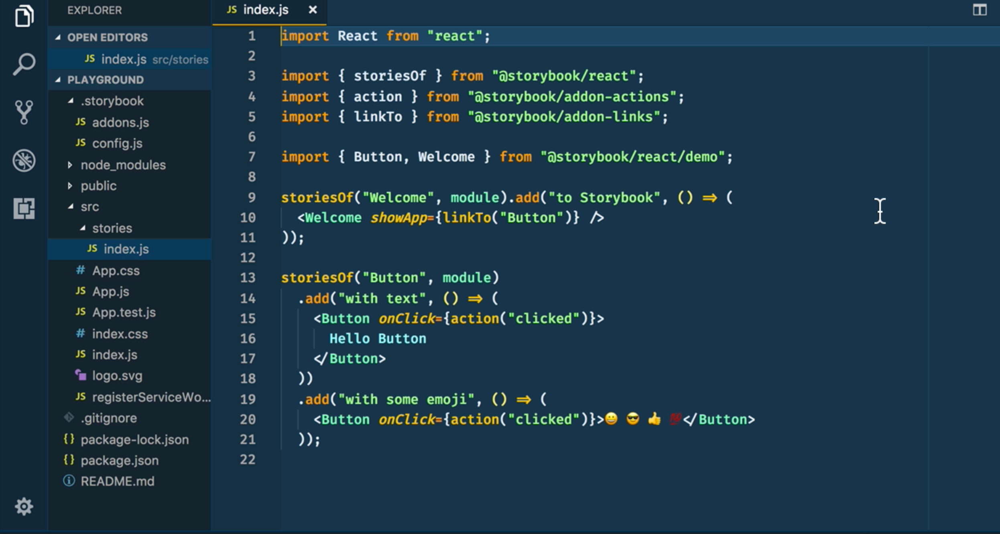 EXPLORER
OPEN EDITORS
JS index.js src/stories
PLAYGROUND
.storybook
JS addons.js
JS config.js
node_modules
public
src
stories
JS index.js
# App.css
JS App.js
JS App.test.js
# index.css
JS index.js
logo.svg
JS registerServiceWo...
.gitignore
{} package-lock.json
{} package.json
README.md
JS index.js ×
1 import React from "react";
2
3 import { storiesOf } from "@storybook/react";
4 import { action } from "@storybook/addon-actions";
5 import { linkTo } from "@storybook/addon-links";
6
7 import { Button, Welcome } from "@storybook/react/demo";
8
9 storiesOf("Welcome", module).add("to Storybook", () => (
10 <Welcome showApp={linkTo("Button")} />
11 ));
12
13 storiesOf("Button", module)
14 .add("with text", () => (
15 <Button onClick={action("clicked")}>
16 Hello Button
17 </Button>
18 ))
19 .add("with some emoji", () => (
20 <Button onClick={action("clicked")}>😀 😎 👍 💯</Button>
21 ));
22